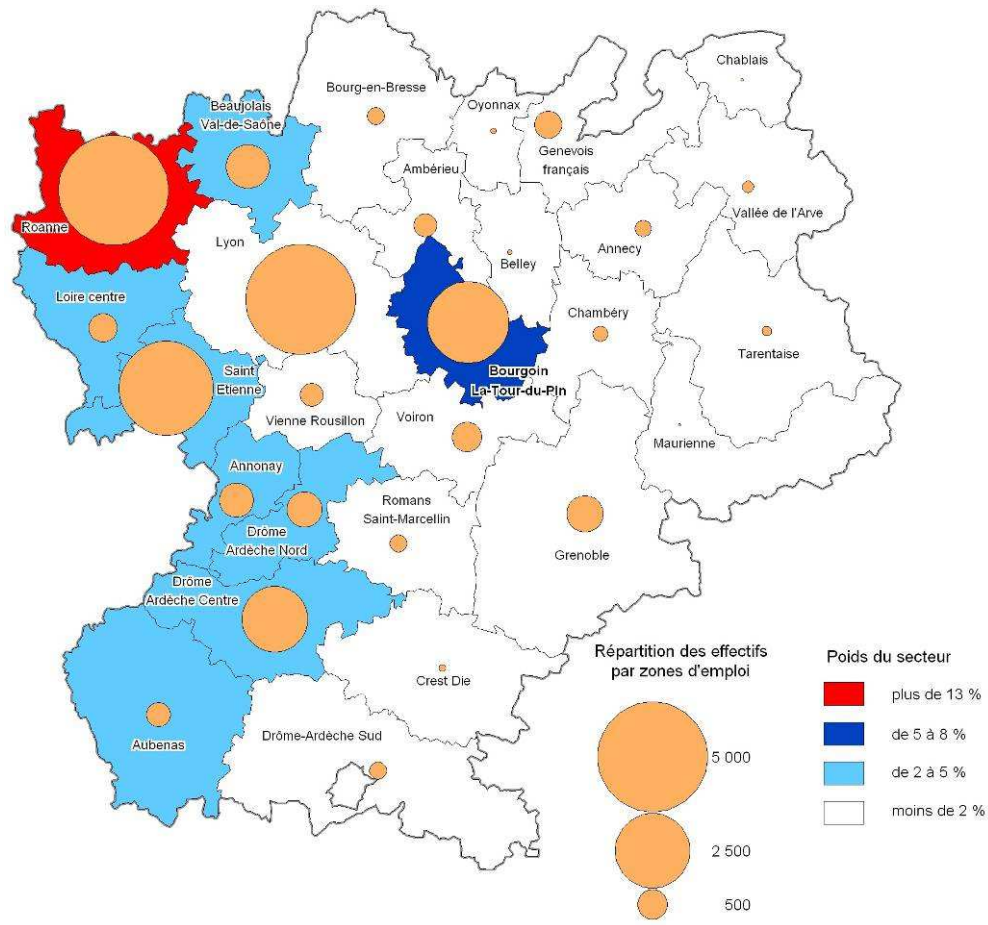 Chablais
Bourg-en-Bresse
Oyonnax
Beaujolais
Val-de-Saône
Genevois
français
Ambérieu
Vallée de l'Arve
Roanne
Lyon
Annecy
Belley
Loire centre
Chambéry
Tarentaise
Saint
Etienne
Bourgoin
La-Tour-du-Pin
Vienne Rousillon
Voiron
Maurienne
Annonay
Romans
Saint-Marcellin
Drôme
Ardèche Nord
Grenoble
Drôme
Ardèche Centre
Crest Die
Aubenas
Drôme-Ardèche Sud
Répartition des effectifs
par zones d'emploi
5 000
2 500
500
Poids du secteur
plus de 13 %
de 5 à 8 %
de 2 à 5 %
moins de 2 %